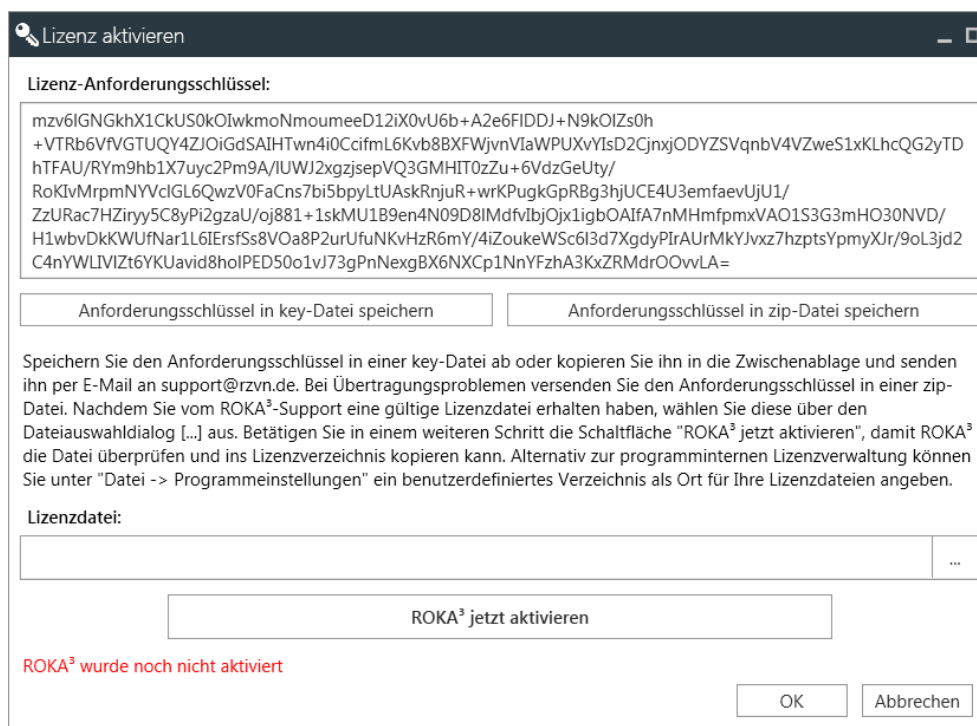 Lizenz aktivieren
Lizenz-Anforderungsschlüssel:
mzv6lGNGkhX1CkUS0kOIwkmoNmoumeeD12iX0vU6b+A2e6FlDDJ+N9kOlZs0h
+VTRb6VfVGTUQY4ZJOiGdSAIHTwn4i0CcifmL6Kvb8BXFWjvnVIaWPUXvYIsD2CjnxjODYZSVqnbV4VZweS1xKLhcQG2yTD
hTFAU/RYm9hb1X7uyc2Pm9A/lUWJ2xgzjsepVQ3GMHIT0zZu+6VdzGeUty/
RoKIvMrpmNYVclGL6QwzV0FaCns7bi5bpyLtUAskRnjuR+wrKPugkGpRBg3hjUCE4U3emfaevUjU1/
ZzURac7HZiryy5C8yPi2gzaU/oj881+1skMU1B9en4N09D8lMdfvIbjOjx1igbOAIfA7nMHmfpmxVAO1S3G3mHO30NVD/
H1wbvDkKWUfNar1L6IErsfSs8VOa8P2urUfuNKvHzR6mY/4iZoukeWSc6l3d7XgdyPIrAUrMkYJvxz7hzptsYpmyXJr/9oL3jd2
C4nYWLIVlZt6YKUavid8holPED50o1vJ73gPnNexgBX6NXCp1NnYFzhA3KxZRMdrOOvvLA=
Anforderungsschlüssel in key-Datei speichern
Anforderungsschlüssel in zip-Datei speichern
Speichern Sie den Anforderungsschlüssel in einer key-Datei ab oder kopieren Sie ihn in die Zwischenablage und senden
ihn per E-Mail an support@rzvn.de. Bei Übertragungsproblemen versenden Sie den Anforderungsschlüssel in einer zip-
Datei. Nachdem Sie vom ROKA³-Support eine gültige Lizenzdatei erhalten haben, wählen Sie diese über den
Dateiauswahldialog [...] aus. Betätigen Sie in einem weiteren Schritt die Schaltfläche "ROKA³ jetzt aktivieren", damit ROKA³
die Datei überprüfen und ins Lizenzverzeichnis kopieren kann. Alternativ zur programminternen Lizenzverwaltung können
Sie unter "Datei -> Programmeinstellungen" ein benutzerdefiniertes Verzeichnis als Ort für Ihre Lizenzdateien angeben.
Lizenzdatei:
...
ROKA³ jetzt aktivieren
ROKA³ wurde noch nicht aktiviert
OK
Abbrechen